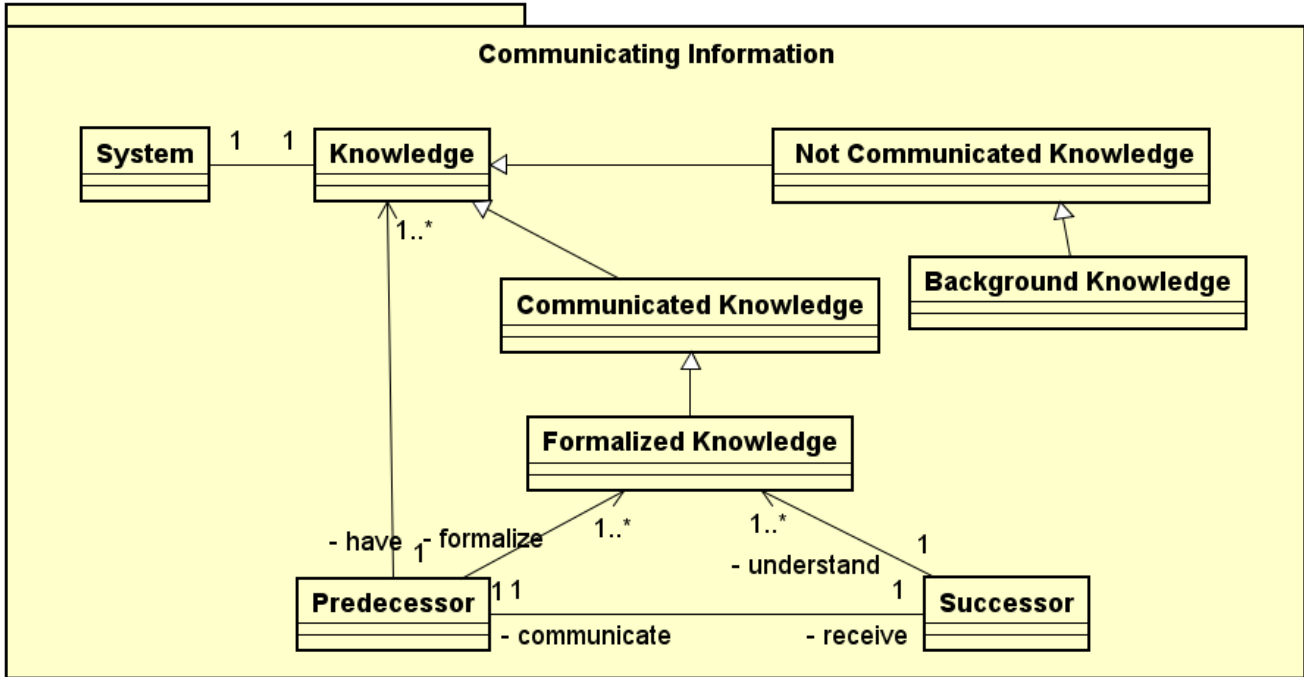 Communicating Information
System
1
1
Knowledge
Not Communicated Knowledge
1..*
Background Knowledge
Communicated Knowledge
Formalized Knowledge
- have
1
- formalize
1..*
1..*
- understand
1
Predecessor
1
1
1
Successor
- communicate
- receive